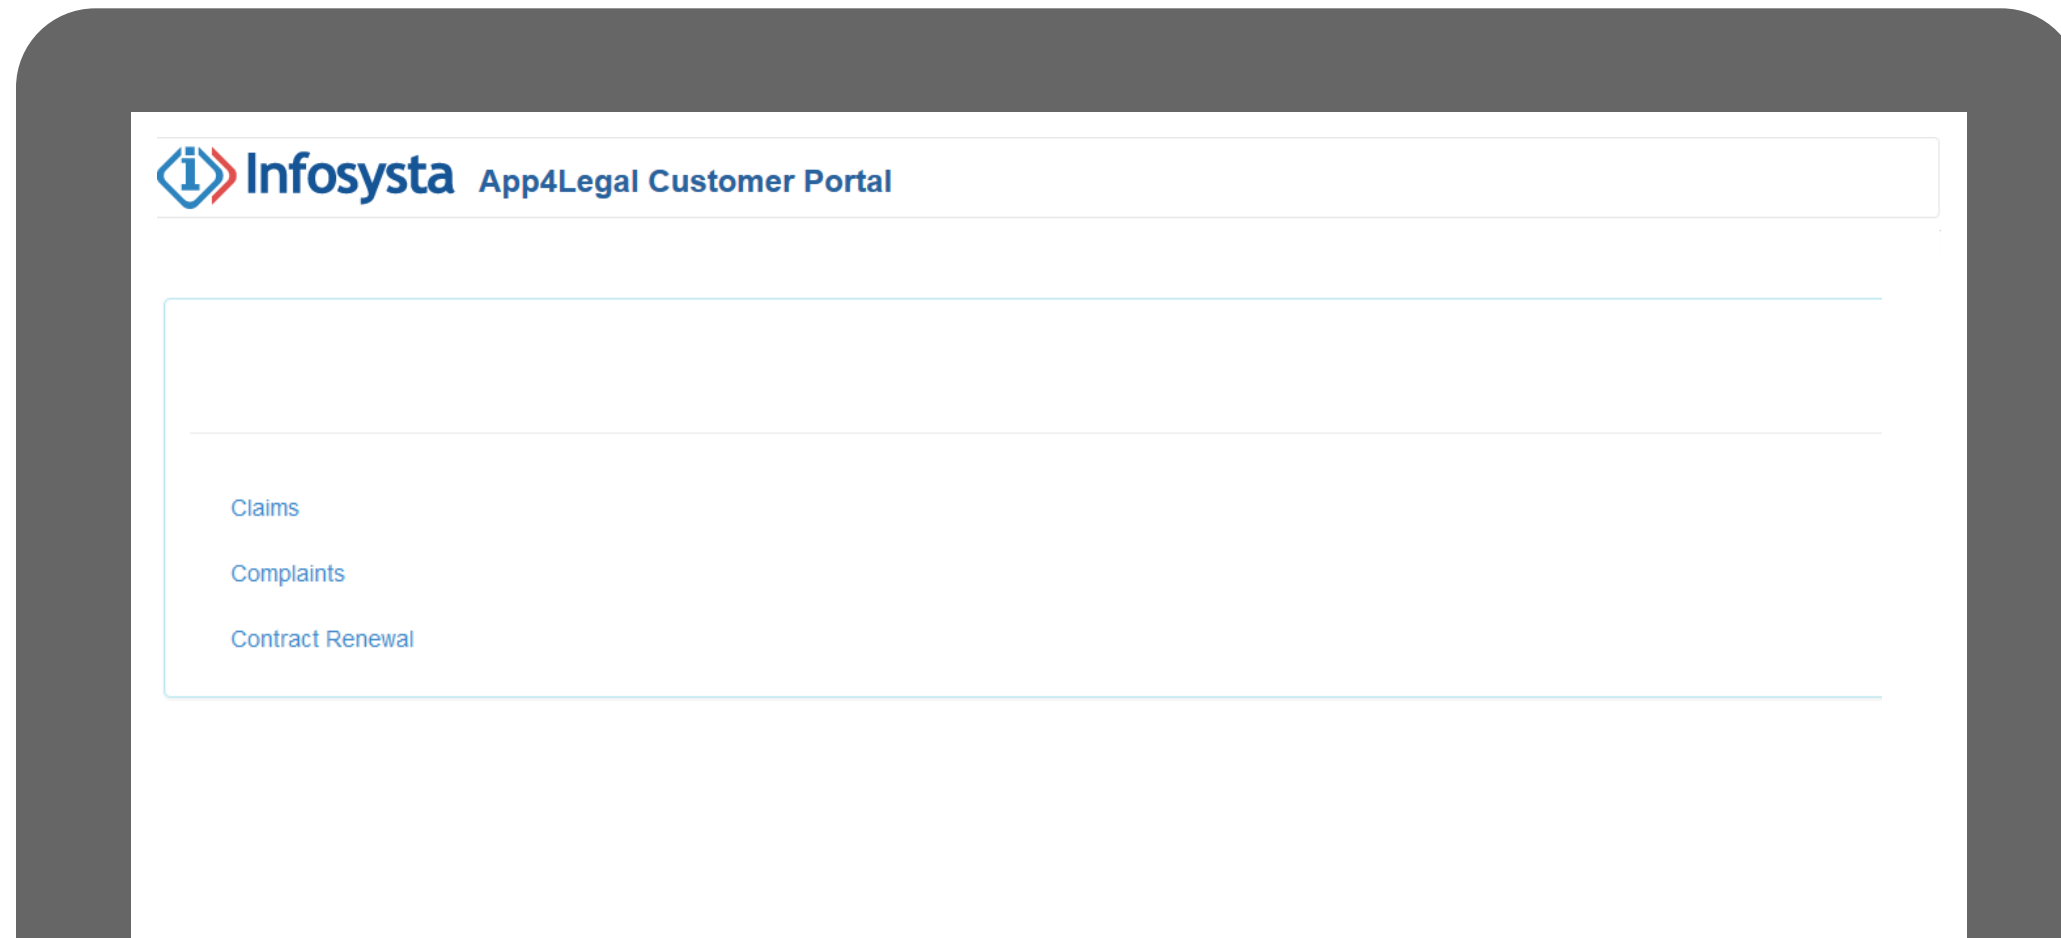 Infosysta App4Legal Customer Portal
Claims
Complaints
Contract Renewal